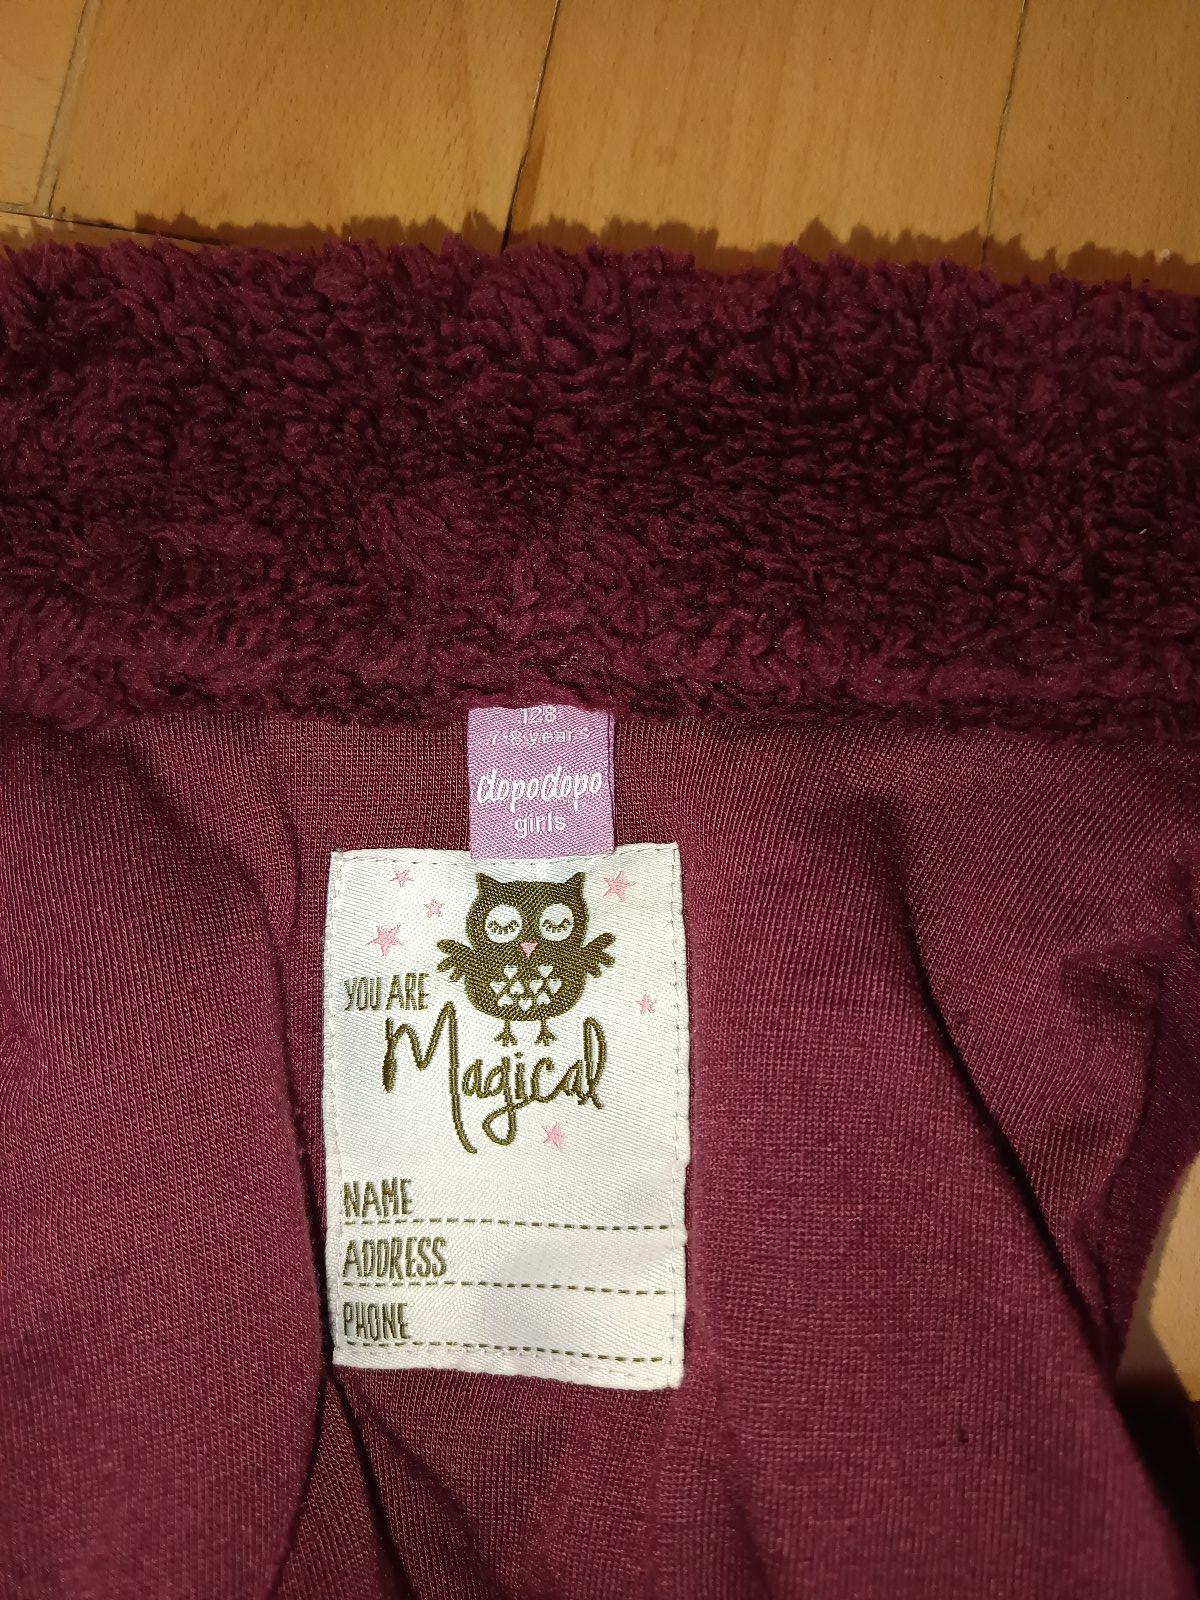 128
7-8 years
dopodopo
girls
YOU ARE
Magical
NAME
ADDRESS
PHONE